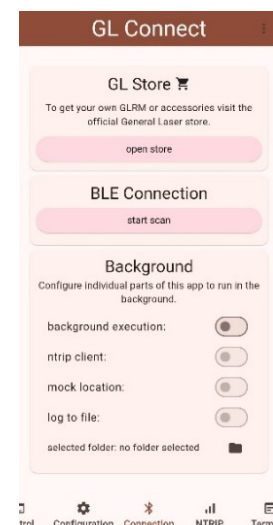 GL Connect
GL Store
To get your own GLRM or accessories visit the
official General Laser store.
open store
BLE Connection
start scan
Background
Configure individual parts of this app to run in the
background.
background execution:
ntrip client:
mock location:
log to file:
selected folder: no folder selected
trol Configuration Connection NTRIP Term